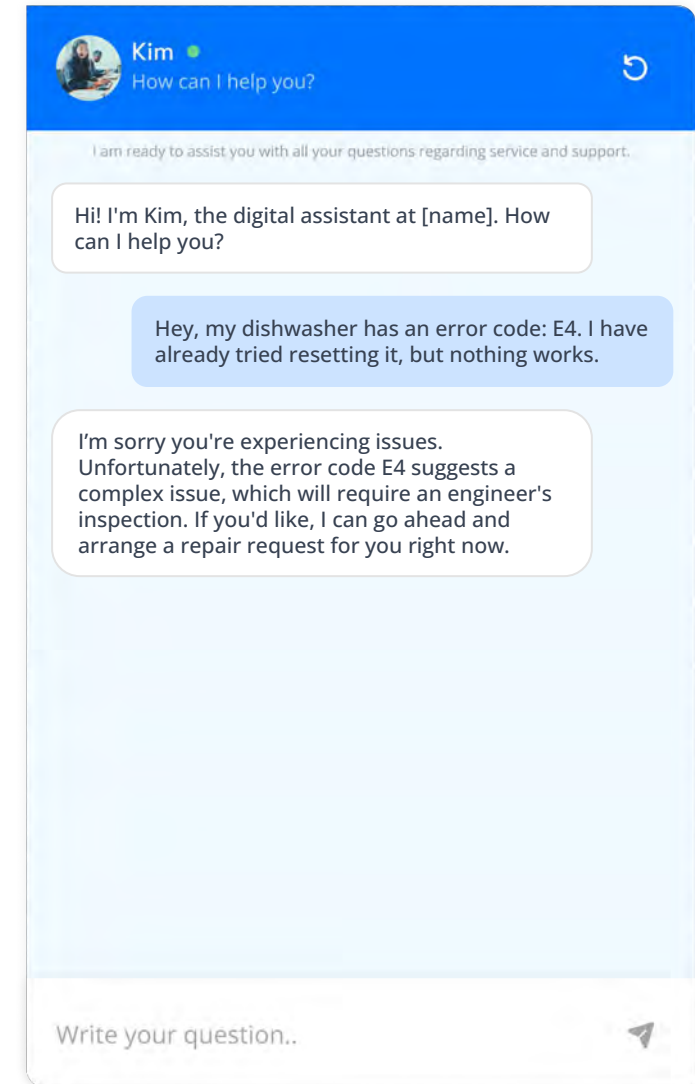 Kim
How can I help you?
I am ready to assist you with all your questions regarding service and support.
Hi! I'm Kim, the digital assistant at [name]. How
can I help you?
Hey, my dishwasher has an error code: E4. I have
already tried resetting it, but nothing works.
I’m sorry you're experiencing issues.
Unfortunately, the error code E4 suggests a
complex issue, which will require an engineer's
inspection. If you'd like, I can go ahead and
arrange a repair request for you right now.
Write your question..